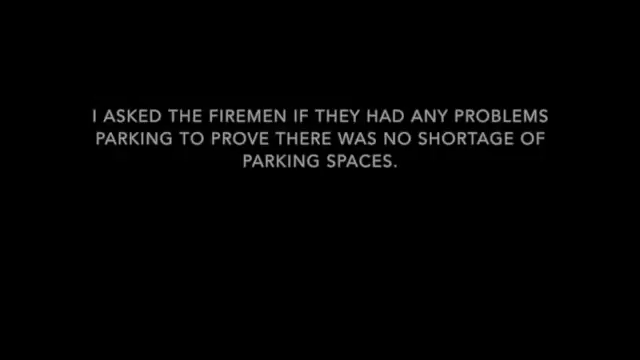 I ASKED THE FIREMEN IF THEY HAD ANY PROBLEMS
PARKING TO PROVE THERE WAS NO SHORTAGE OF
PARKING SPACES.